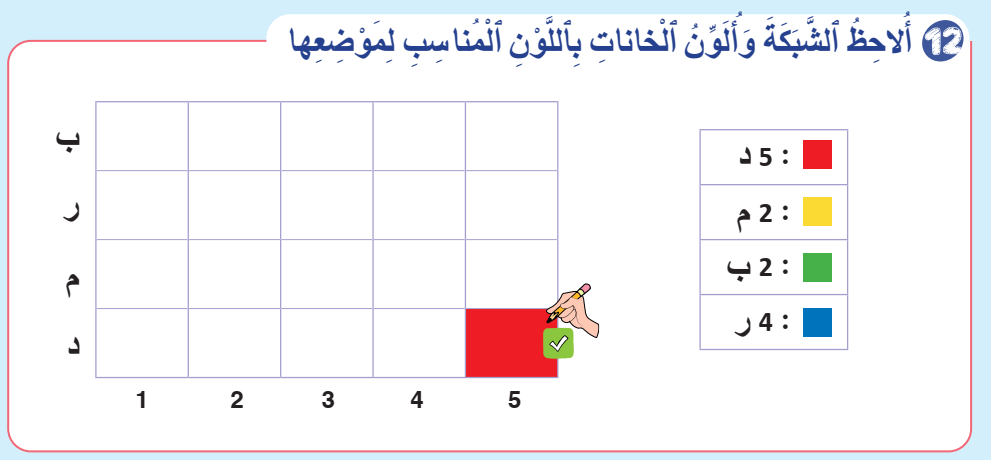 12 أُلاحِظُ ٱلشَّبَكَةَ وَأُلَوِّنُ ٱلْخاناتِ بِٱللَّوْنِ ٱلْمُناسِبِ لِمَوْضِعِها
: 5 د
: 2 م
: 2 ب
: 4 ر
ب
ر
م
د
1 2 3 4 5